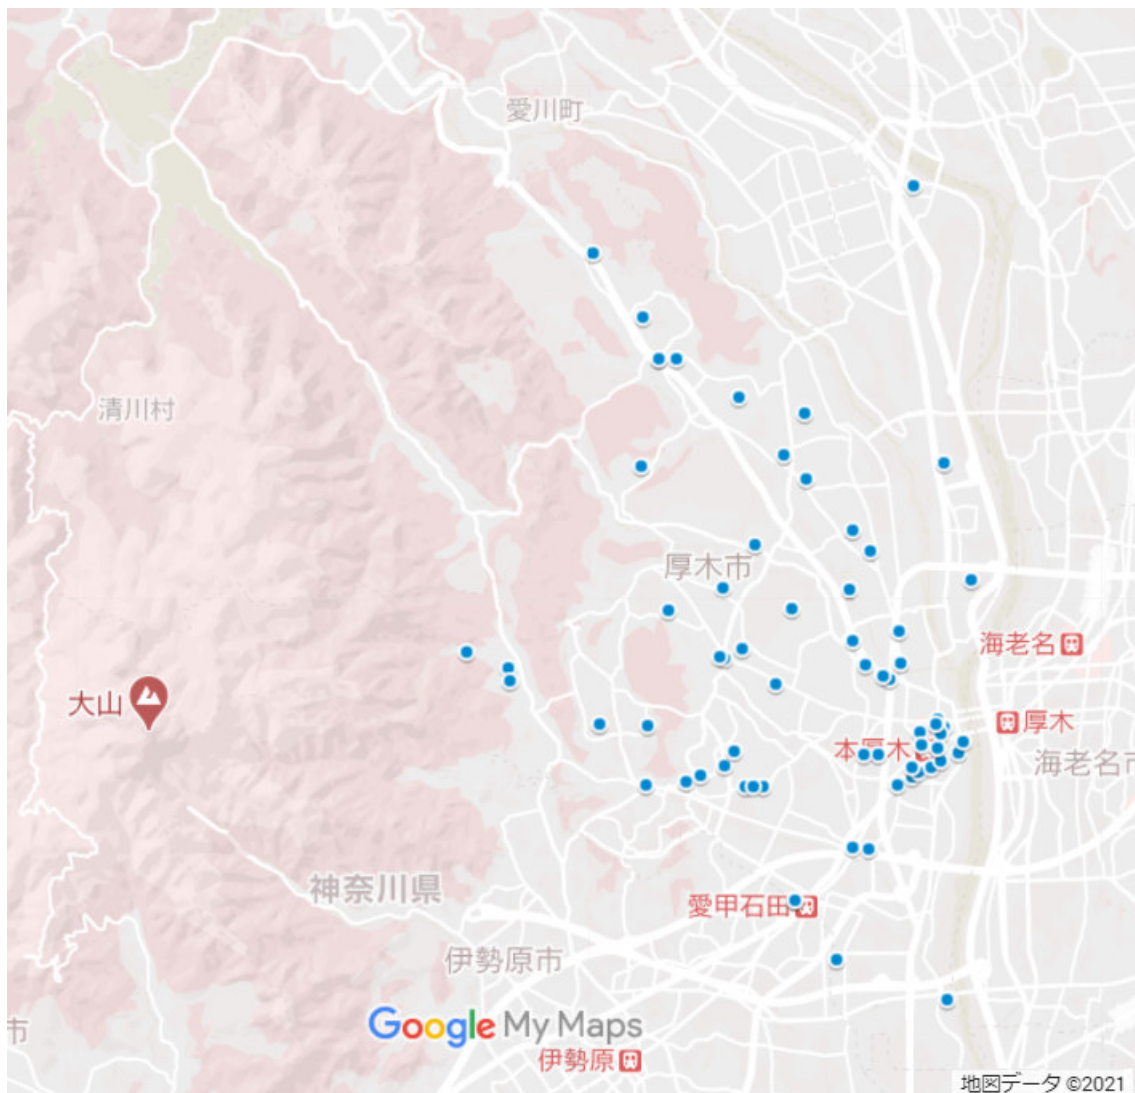 愛川町
清川村
厚木市
海老名
大山
厚木
本厚木
海老名市
神奈川県
愛甲石田
伊勢原市
市
Google My Maps
伊勢原
地図データ ©2021